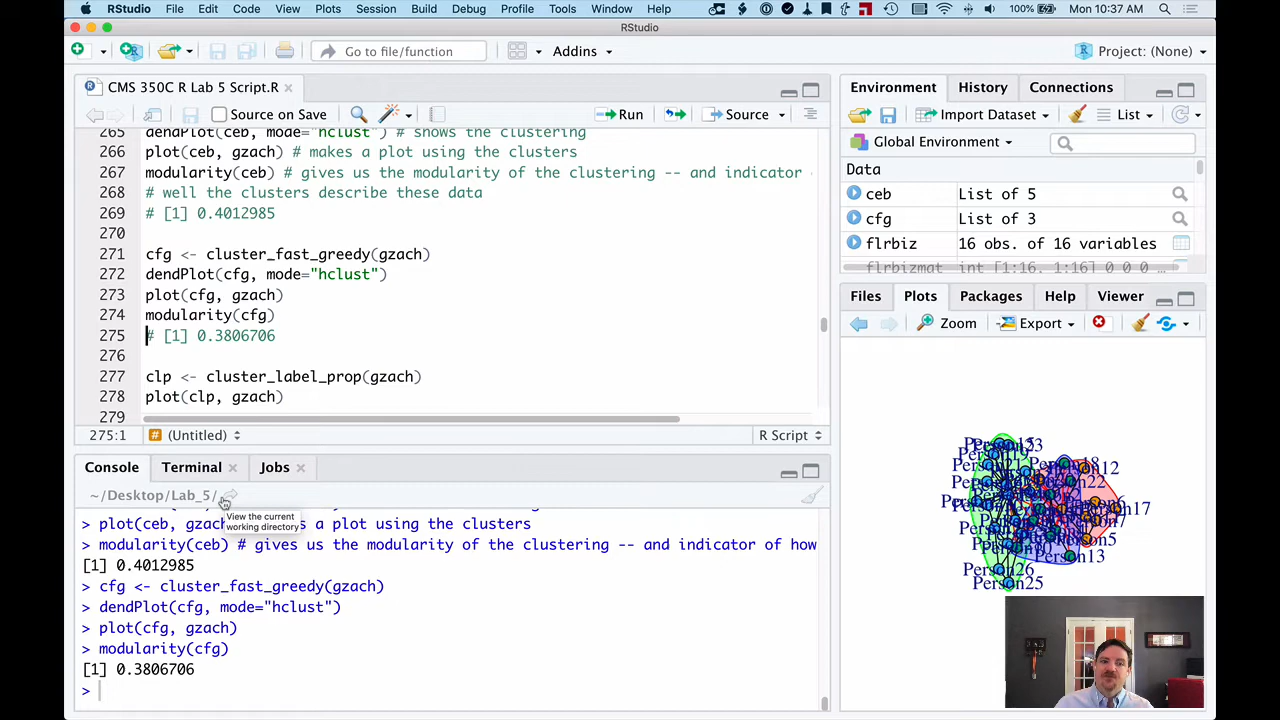 RStudio File Edit Code View Plots Session Build Debug Profile Tools Window Help 100% Mon 10:37 AM
RStudio
Go to file/function Addins Project: (None)
CMS 350C R Lab 5 Script.R
Source on Save Run Source
265 dendPlot(ceb, mode="hclust") # shows the clustering
266 plot(ceb, gzach) # makes a plot using the clusters
267 modularity(ceb) # gives us the modularity of the clustering -- and indicator
268 # well the clusters describe these data
269 # [1] 0.4012985
270
271 cfg <- cluster_fast_greedy(gzach)
272 dendPlot(cfg, mode="hclust")
273 plot(cfg, gzach)
274 modularity(cfg)
275 # [1] 0.3806706
276
277 clp <- cluster_label_prop(gzach)
278 plot(clp, gzach)
279
275:1 # (Untitled) R Script
Console Terminal Jobs
~/Desktop/Lab_5/
View the current
working directory
> plot(ceb, gzach s a plot using the clusters
> modularity(ceb) # gives us the modularity of the clustering -- and indicator of how
[1] 0.4012985
> cfg <- cluster_fast_greedy(gzach)
> dendPlot(cfg, mode="hclust")
> plot(cfg, gzach)
> modularity(cfg)
[1] 0.3806706
>
Environment History Connections
Import Dataset List
Global Environment
Data
ceb List of 5
cfg List of 3
flrbiz 16 obs. of 16 variables
flrbizmat int [1:16, 1:16] 0 0 0 …
Files Plots Packages Help Viewer
Zoom Export
Person12
Person22
Person17
Person5
Person13
Person26
Person25